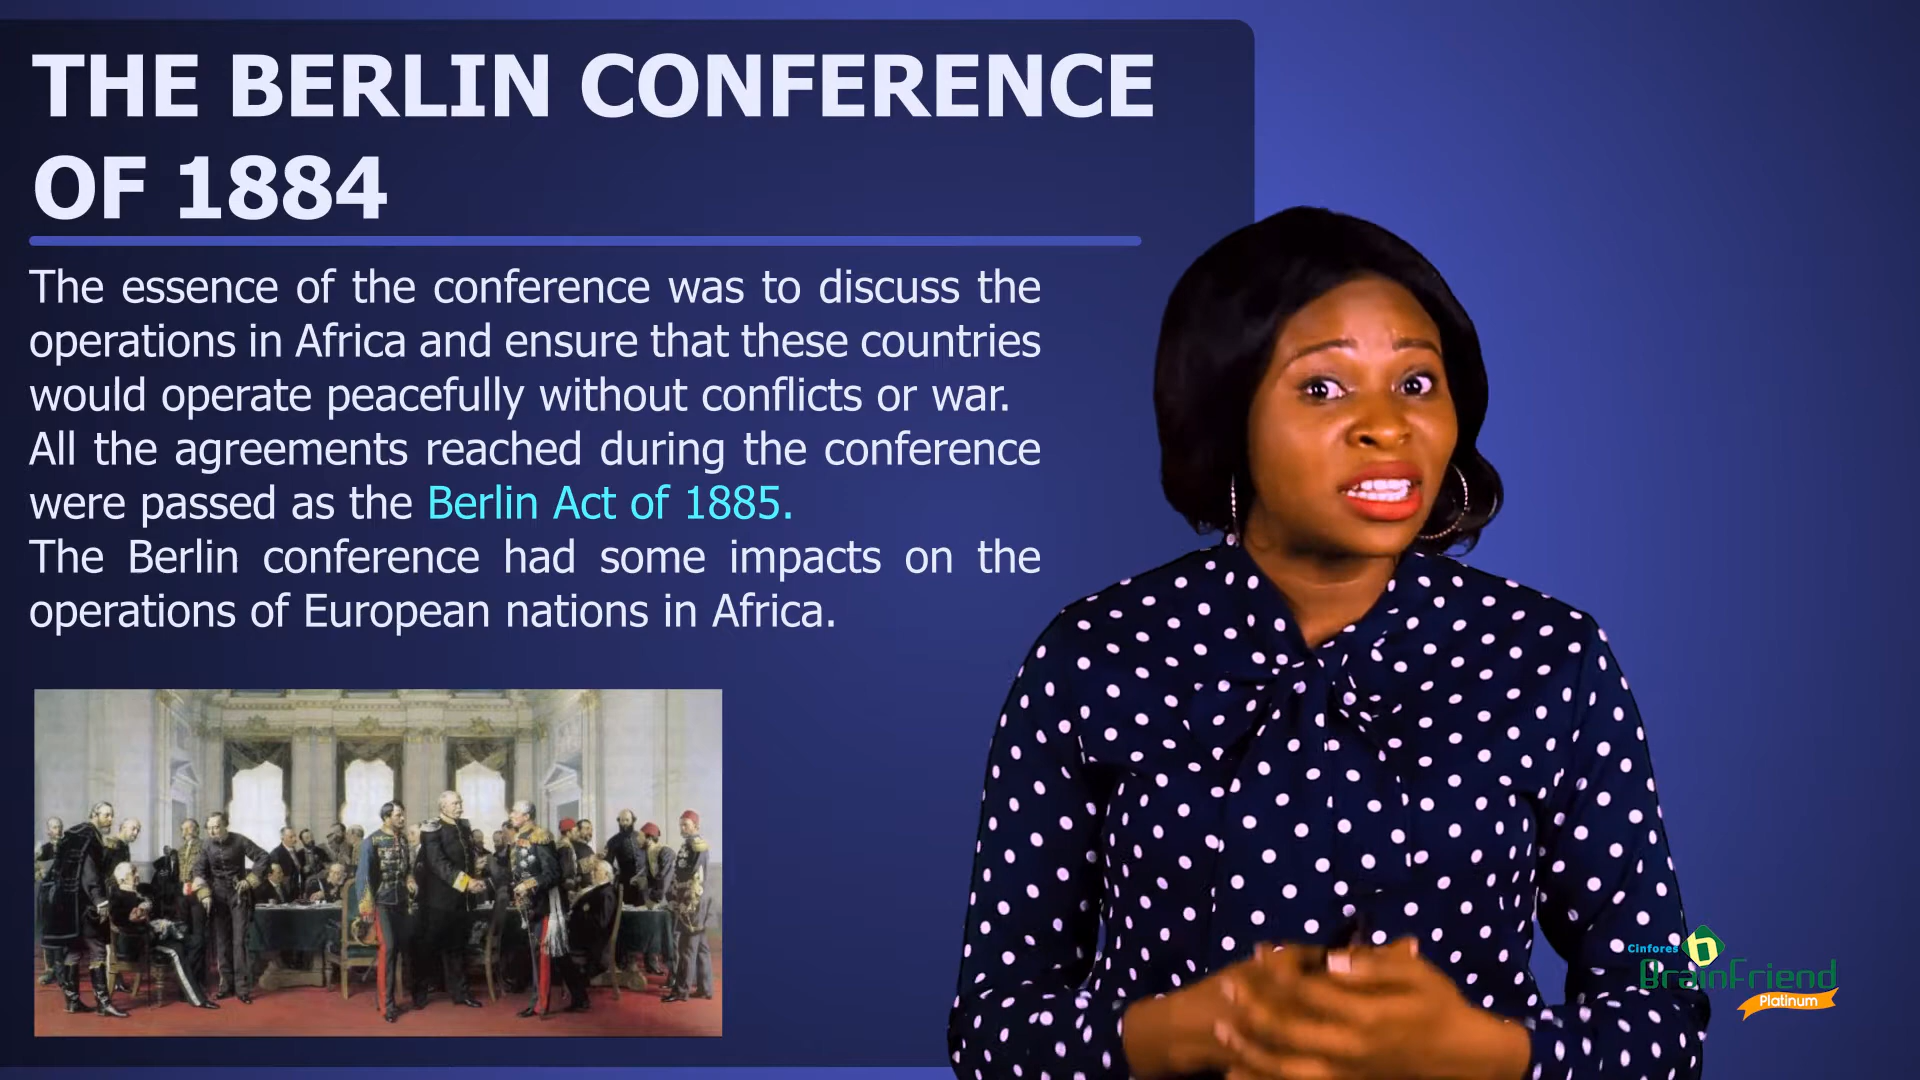 THE BERLIN CONFERENCE
OF 1884
The essence of the conference was to discuss the
operations in Africa and ensure that these countries
would operate peacefully without conflicts or war.
All the agreements reached during the conference
were passed as the Berlin Act of 1885.
The Berlin conference had some impacts on the
operations of European nations in Africa.
Cinfores
BrainFriend
Platinum